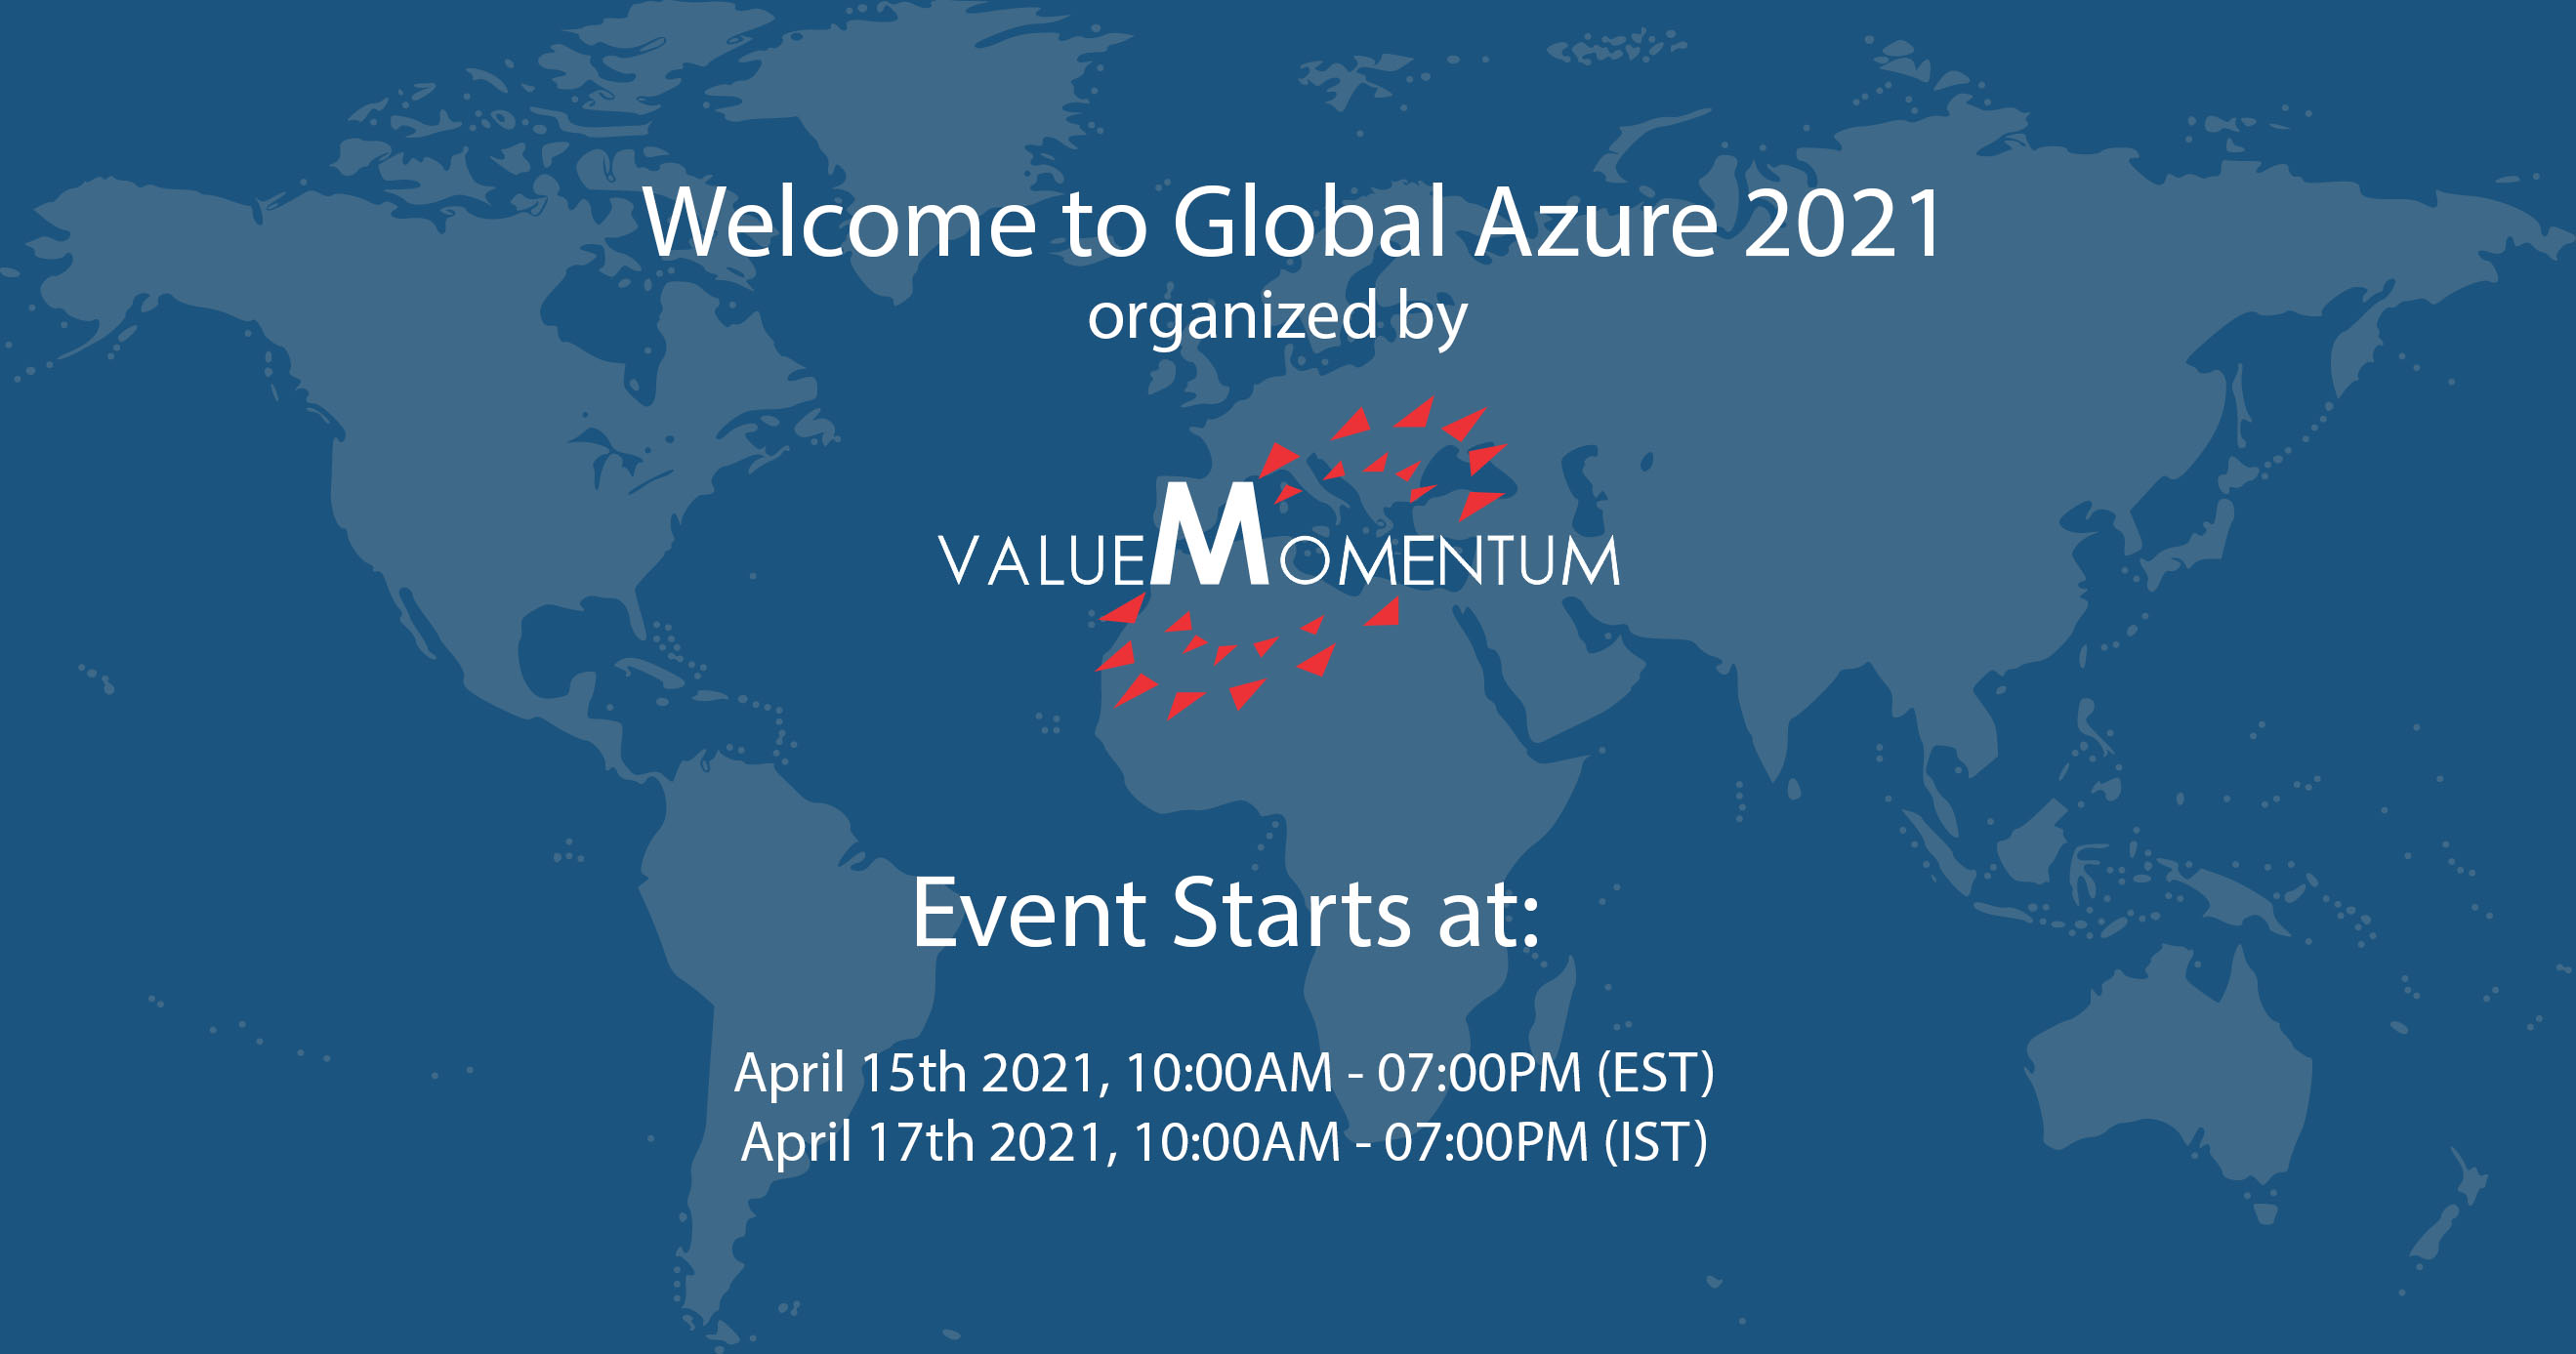 Welcome to Global Azure 2021
organized by
VALUEMOMENTUM
Event Starts at:
April 15th 2021, 10:00AM - 07:00PM (EST)
April 17th 2021, 10:00AM - 07:00PM (IST)